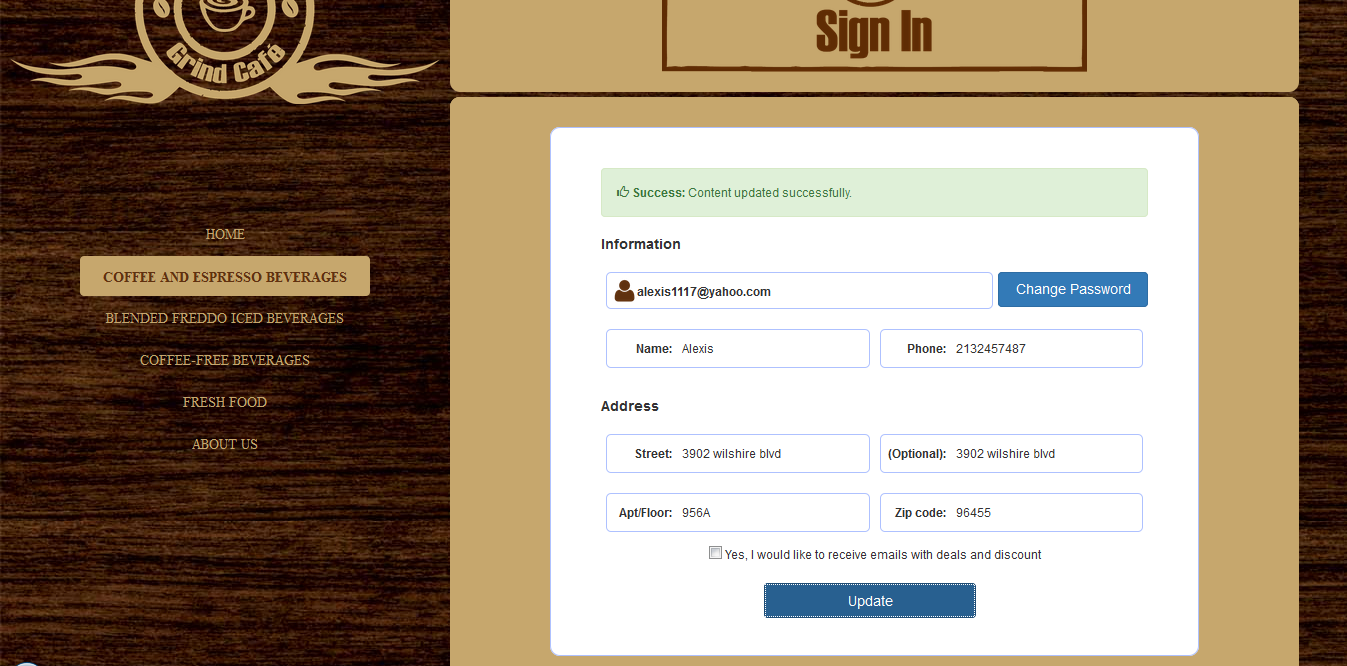 Grind Café
Sign In
HOME
COFFEE AND ESPRESSO BEVERAGES
BLENDED FREDDO ICED BEVERAGES
COFFEE-FREE BEVERAGES
FRESH FOOD
ABOUT US
Success: Content updated successfully.
Information
alexis1117@yahoo.com Change Password
Name: Alexis Phone: 2132457487
Address
Street: 3902 wilshire blvd (Optional): 3902 wilshire blvd
Apt/Floor: 956A Zip code: 96455
Yes, I would like to receive emails with deals and discount
Update